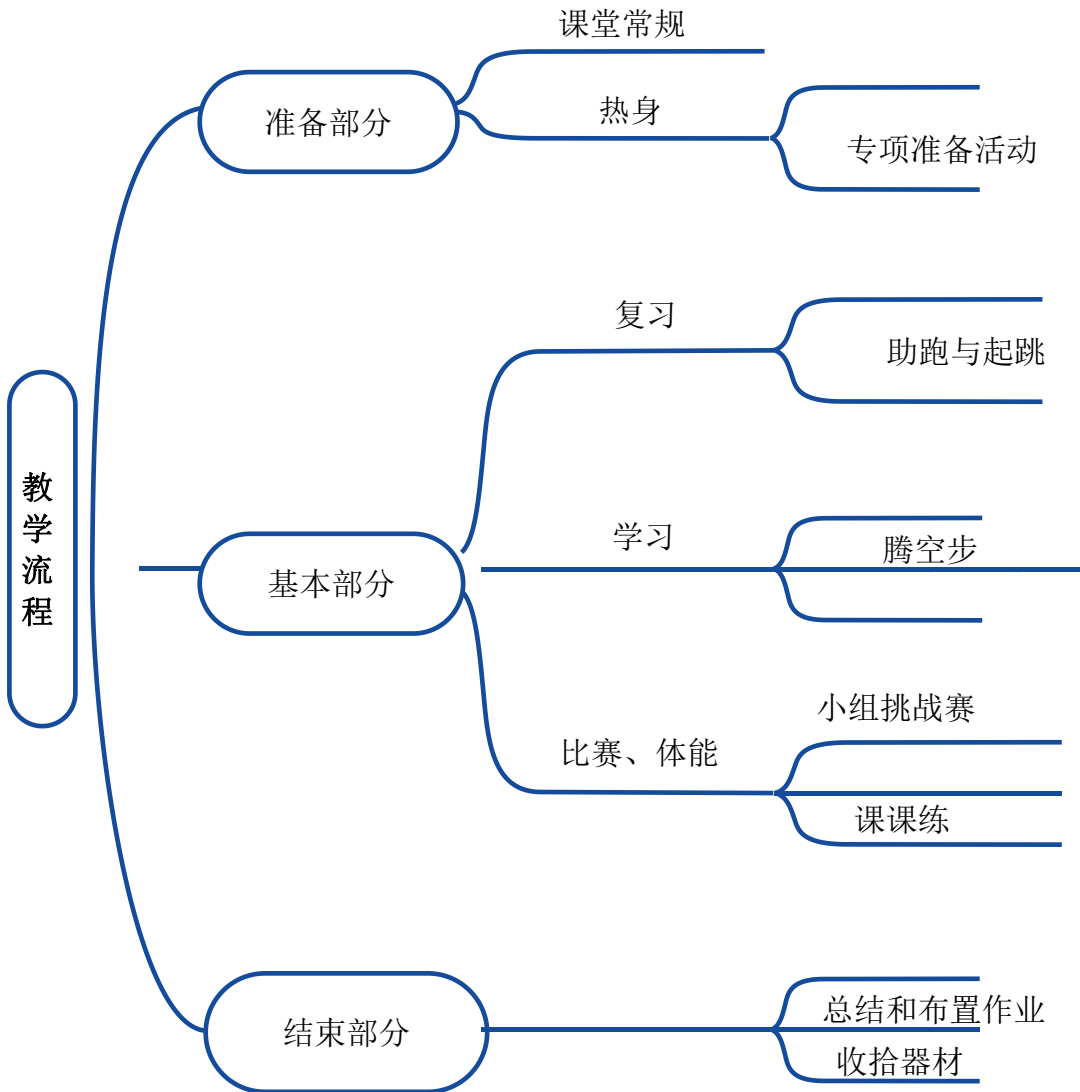 教学流程
准备部分
课堂常规
热身
专项准备活动
基本部分
复习
助跑与起跳
学习
腾空步
比赛、体能
小组挑战赛
课课练
结束部分
总结和布置作业
收拾器材